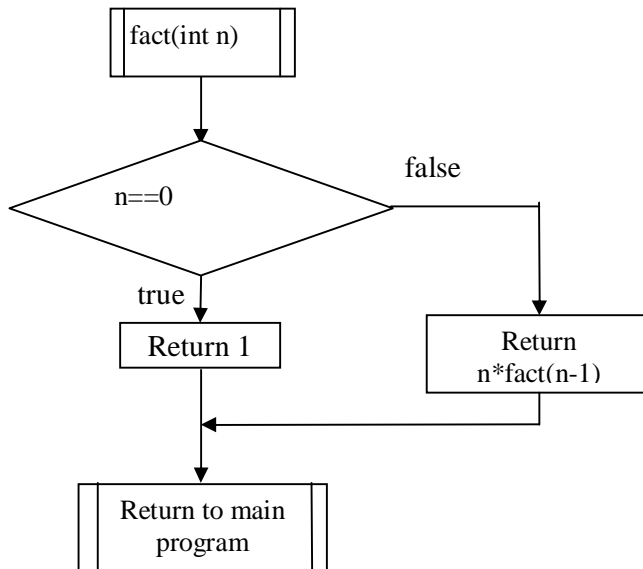 fact(int n)
n==0
false
true
Return 1
Return
n*fact(n-1)
Return to main
program